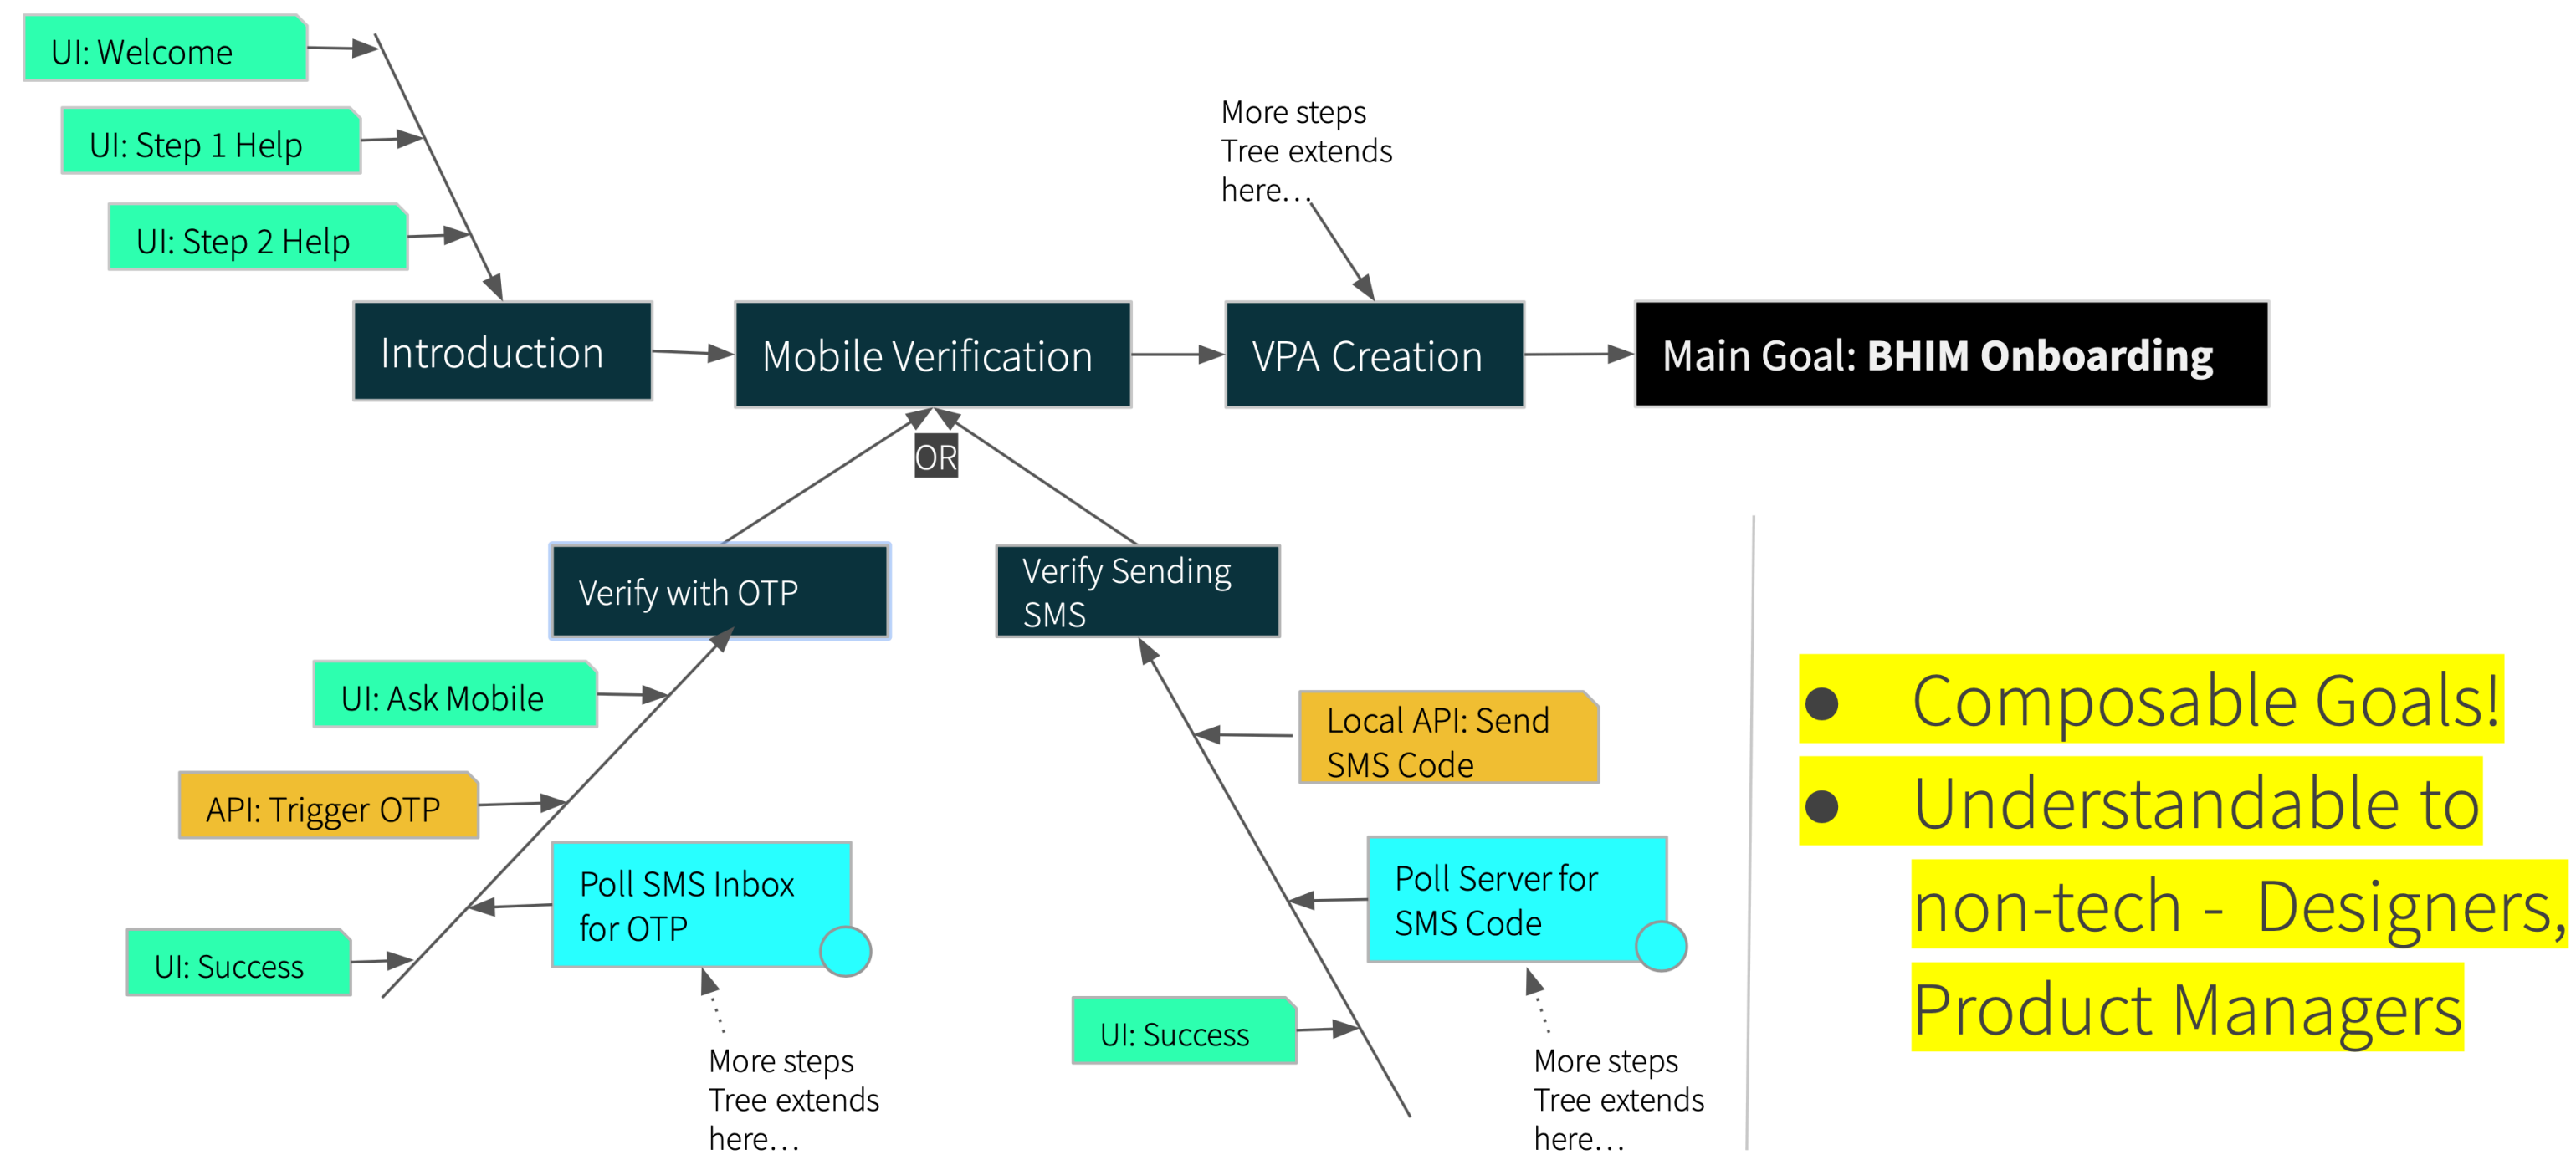 UI: Welcome
UI: Step 1 Help
UI: Step 2 Help
More steps
Tree extends
here…
Introduction
Mobile Verification
VPA Creation
Main Goal: BHIM Onboarding
OR
Verify with OTP
Verify Sending
SMS
UI: Ask Mobile
API: Trigger OTP
Poll SMS Inbox
for OTP
UI: Success
More steps
Tree extends
here…
Local API: Send
SMS Code
Poll Server for
SMS Code
UI: Success
More steps
Tree extends
here…
● Composable Goals!
● Understandable to
non-tech - Designers,
Product Managers